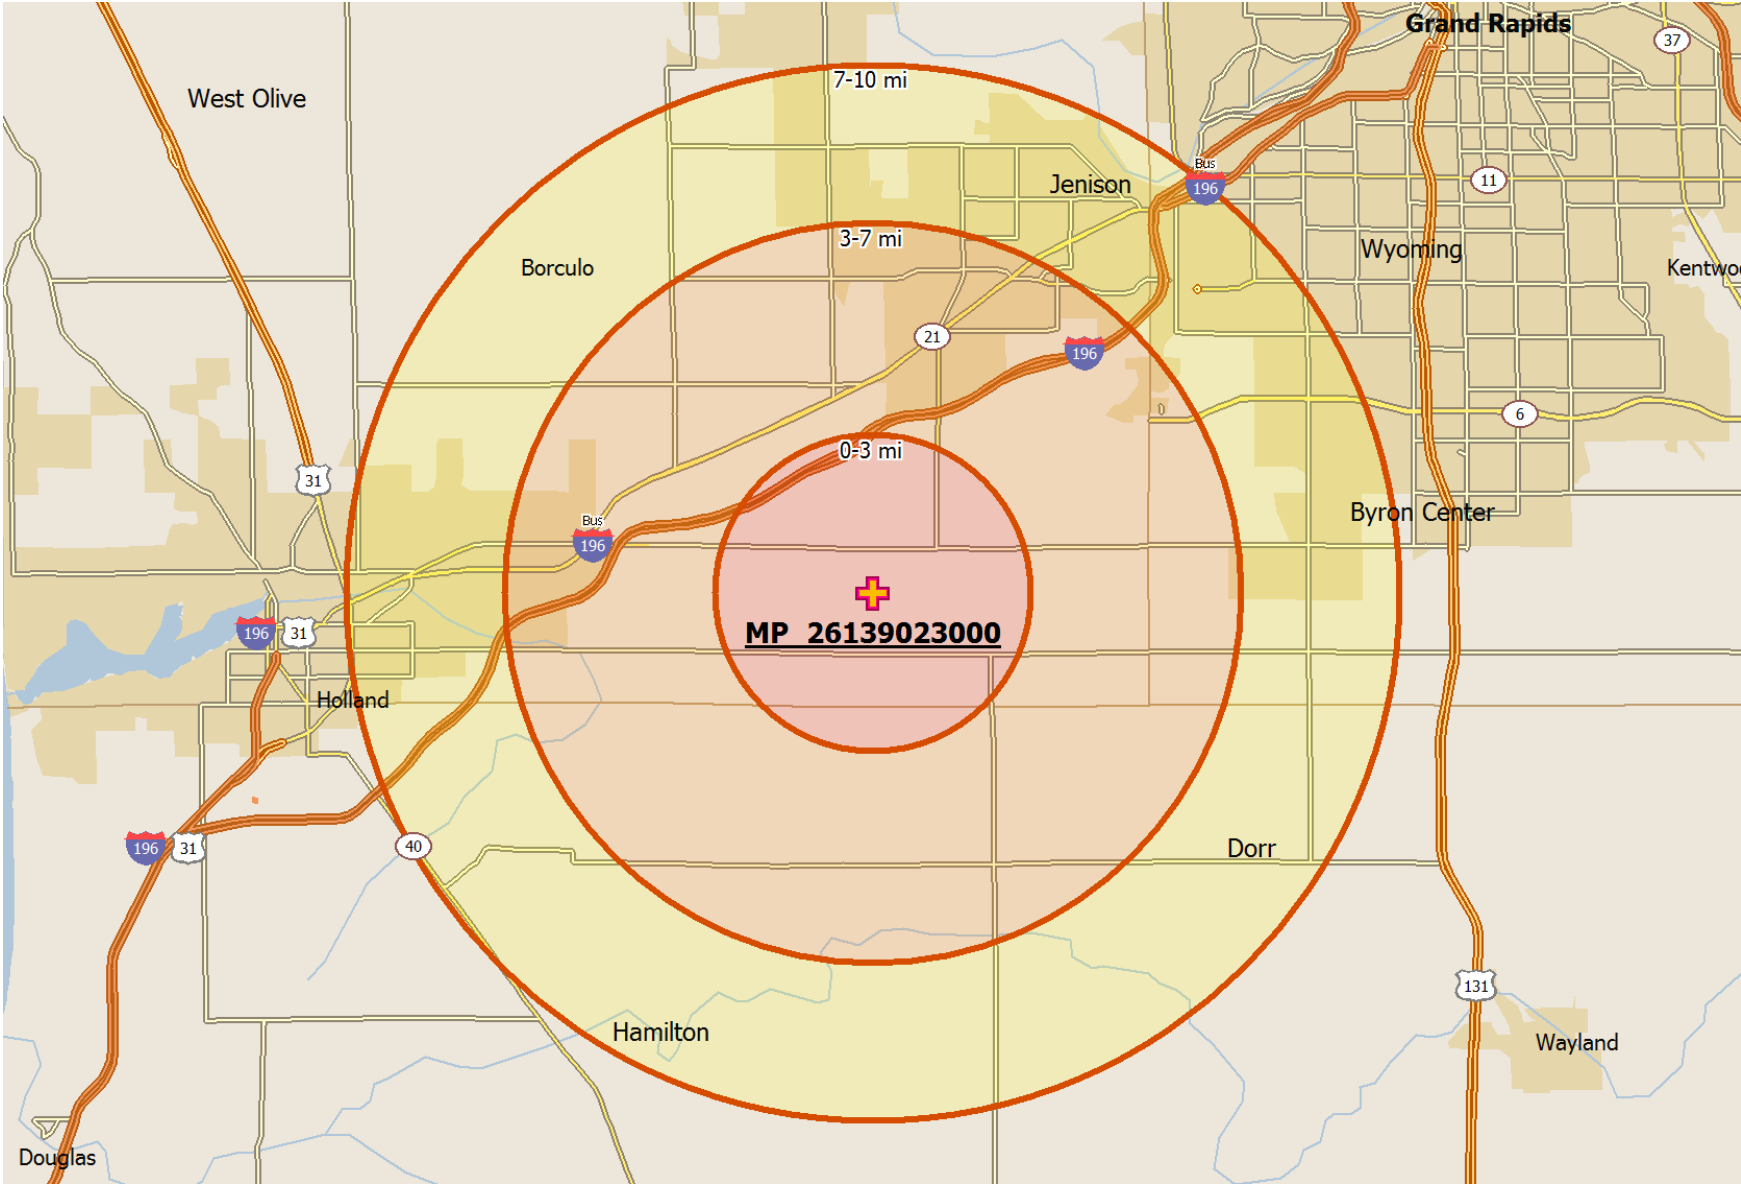 Grand Rapids
37
7-10 mi
West Olive
Bus
196
11
Jenison
3-7 mi
Wyoming
Borculo
Kentwo
21
196
6
0-3 mi
31
Byron Center
Bus
196
MP_26139023000
196
31
Holland
196
31
40
Dorr
131
Hamilton
Wayland
Douglas